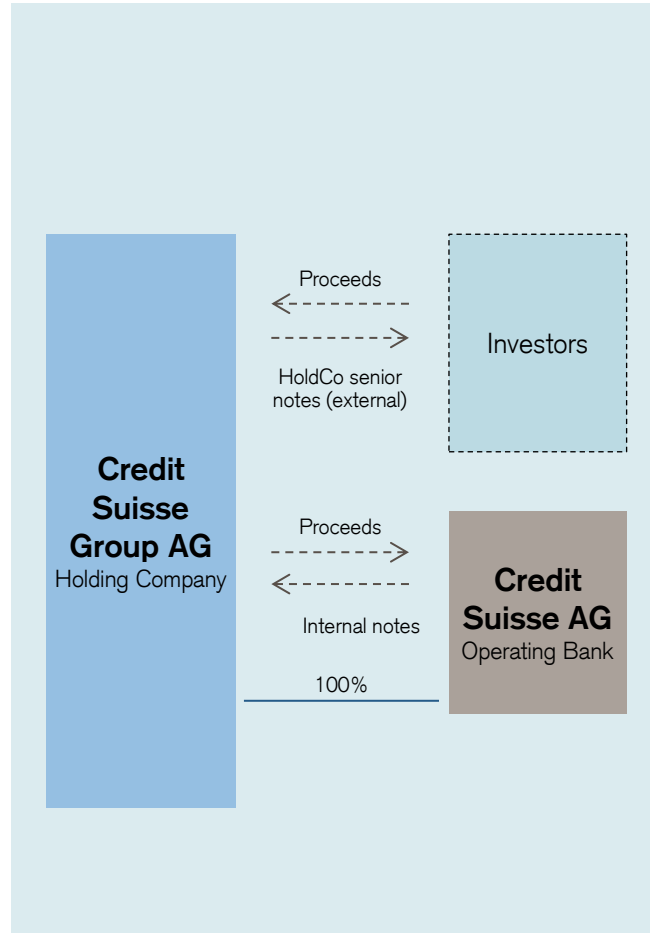 Proceeds
Investors
HoldCo senior
notes (external)
Credit
Suisse
Group AG
Holding Company
Proceeds
Credit
Suisse AG
Operating Bank
Internal notes
100%